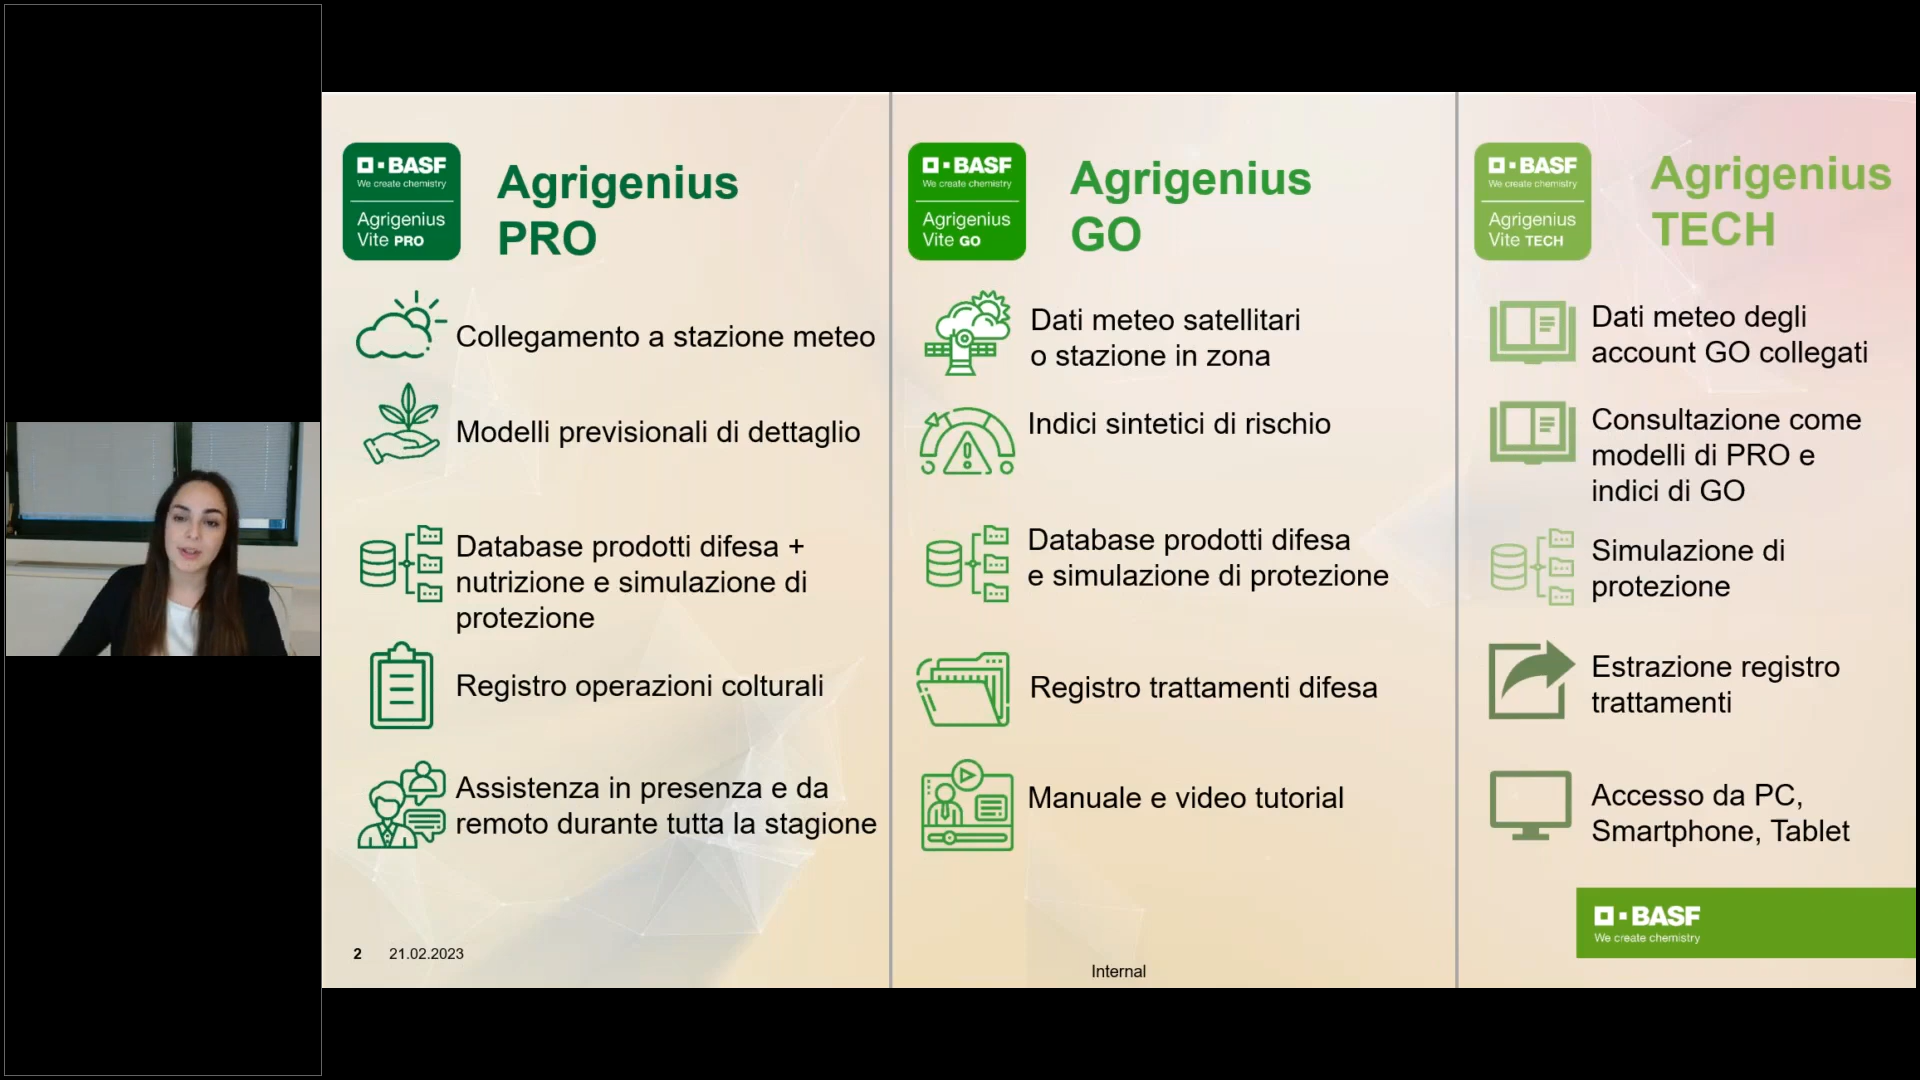 BASF
We create chemistry
Agrigenius
Vite PRO
Agrigenius
PRO
Collegamento a stazione meteo
Modelli previsionali di dettaglio
Database prodotti difesa +
nutrizione e simulazione di
protezione
Registro operazioni colturali
Assistenza in presenza e da
remoto durante tutta la stagione
2 21.02.2023
BASF
We create chemistry
Agrigenius
Vite GO
Agrigenius
GO
Dati meteo satellitari
o stazione in zona
Indici sintetici di rischio
Database prodotti difesa
e simulazione di protezione
Registro trattamenti difesa
Manuale e video tutorial
Internal
BASF
We create chemistry
Agrigenius
Vite TECH
Agrigenius
TECH
Dati meteo degli
account GO collegati
Consultazione come
modelli di PRO e
indici di GO
Simulazione di
protezione
Estrazione registro
trattamenti
Accesso da PC,
Smartphone, Tablet
BASF
We create chemistry